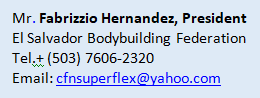 Mr. Fabrizzio Hernandez, President
El Salvador Bodybuilding Federation
Tel.+ (503) 7606-2320
Email: cfnsuperflex@yahoo.com